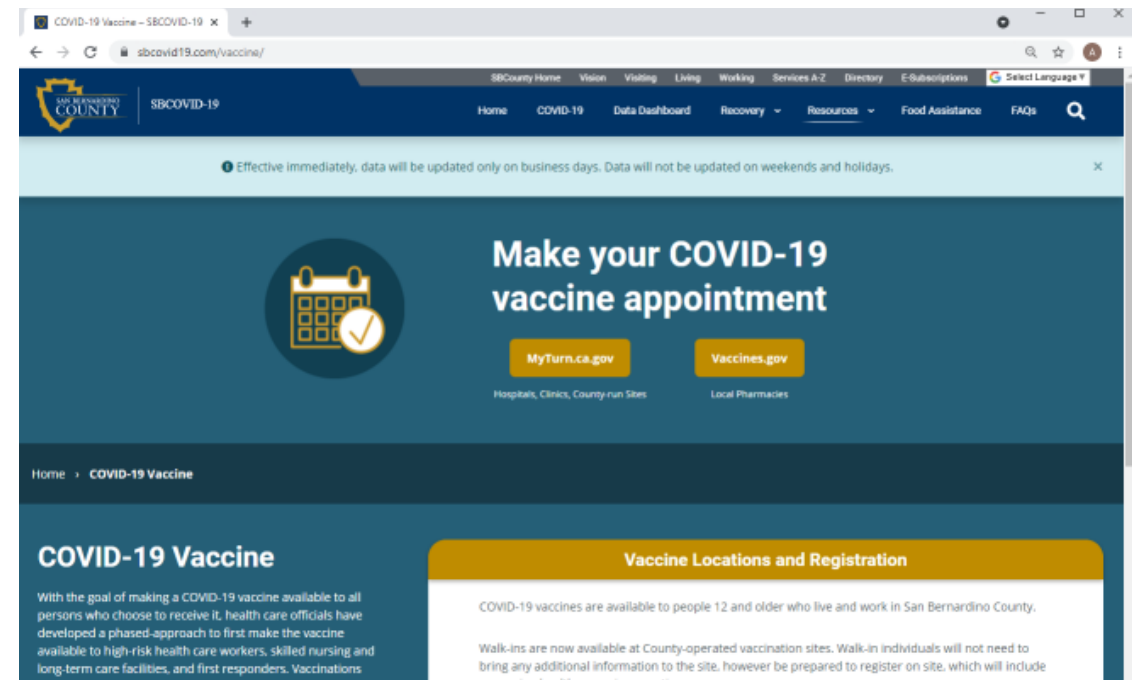 COVID-19 Vaccine – SBCOVID-19
sbcovid19.com/vaccine/
A
SBCounty Home Vision Visiting Living Working Services A-Z Directory E-Subscriptions Select Language
SAN BERNARDINO
COUNTY
SBCOVID-19
Home COVID-19 Data Dashboard Recovery Resources Food Assistance FAQs
Effective immediately, data will be updated only on business days. Data will not be updated on weekends and holidays.
Make your COVID-19
vaccine appointment
MyTurn.ca.gov Vaccines.gov
Hospitals, Clinics, County-run Sites Local Pharmacies
Home › COVID-19 Vaccine
COVID-19 Vaccine
With the goal of making a COVID-19 vaccine available to all
persons who choose to receive it, health care officials have
developed a phased-approach to first make the vaccine
available to high-risk health care workers, skilled nursing and
long-term care facilities, and first responders. Vaccinations
Vaccine Locations and Registration
COVID-19 vaccines are available to people 12 and older who live and work in San Bernardino County.
Walk-ins are now available at County-operated vaccination sites. Walk-in individuals will not need to
bring any additional information to the site, however be prepared to register on site, which will include